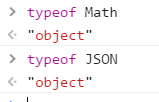 > typeof Math
<· "object"
> typeof JSON
<· "object"
>